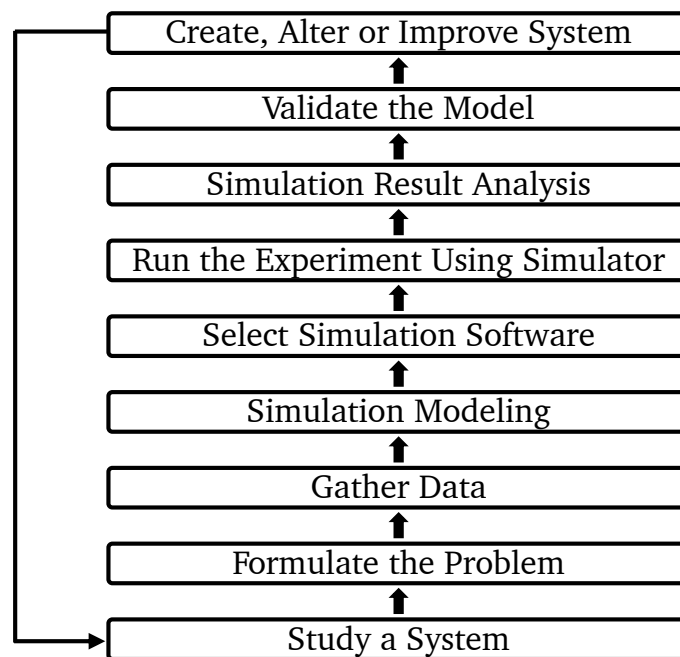 Create, Alter or Improve System
Validate the Model
Simulation Result Analysis
Run the Experiment Using Simulator
Select Simulation Software
Simulation Modeling
Gather Data
Formulate the Problem
Study a System